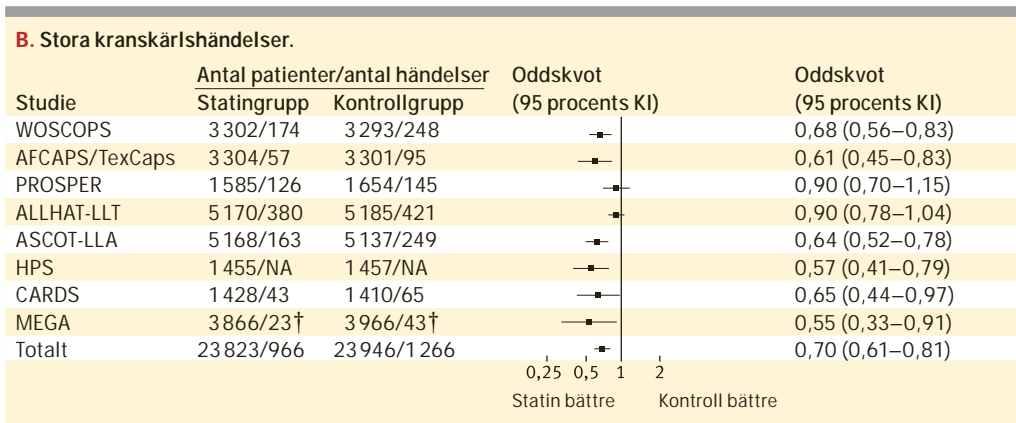 B. Stora kranskärlshändelser.
Antal patienter/antal händelser Oddskvot Oddskvot
Studie Statingrupp Kontrollgrupp (95 procents KI) (95 procents KI)
WOSCOPS 3 302/174 3 293/248 0,68 (0,56–0,83)
AFCAPS/TexCaps 3 304/57 3 301/95 0,61 (0,45–0,83)
PROSPER 1 585/126 1 654/145 0,90 (0,70–1,15)
ALLHAT-LLT 5 170/380 5 185/421 0,90 (0,78–1,04)
ASCOT-LLA 5 168/163 5 137/249 0,64 (0,52–0,78)
HPS 1 455/NA 1 457/NA 0,57 (0,41–0,79)
CARDS 1 428/43 1 410/65 0,65 (0,44–0,97)
MEGA 3 866/23† 3 966/43† 0,55 (0,33–0,91)
Totalt 23 823/966 23 946/1 266 0,70 (0,61–0,81)
0,25 0,5 1 2
Statin bättre Kontroll bättre